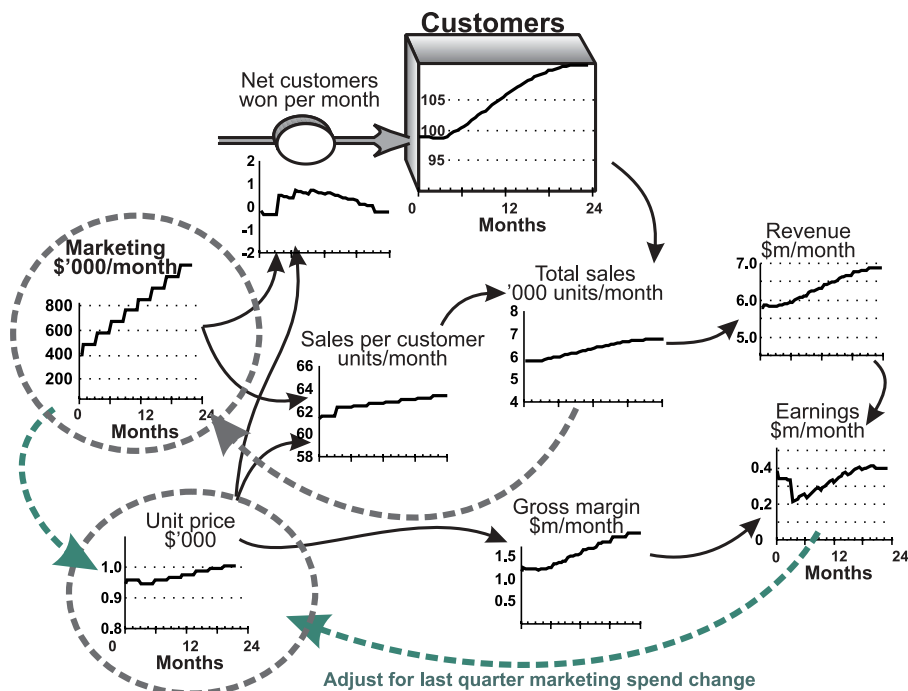 Customers
Net customers
won per month
105
100
95
0 12 24
Months
2
1
0
-1
-2
Marketing
$'000/month
800
600
400
200
0 12 24
Months
Sales per customer
units/month
66
64
62
60
58
Total sales
'000 units/month
8
7
6
5
4
Revenue
$m/month
7.0
6.0
5.0
Earnings
$m/month
0.4
0.2
0
0 12 24
Months
Unit price
$'000
1.0
0.9
0.8
0 12 24
Months
Gross margin
$m/month
1.5
1.0
0.5
Adjust for last quarter marketing spend change